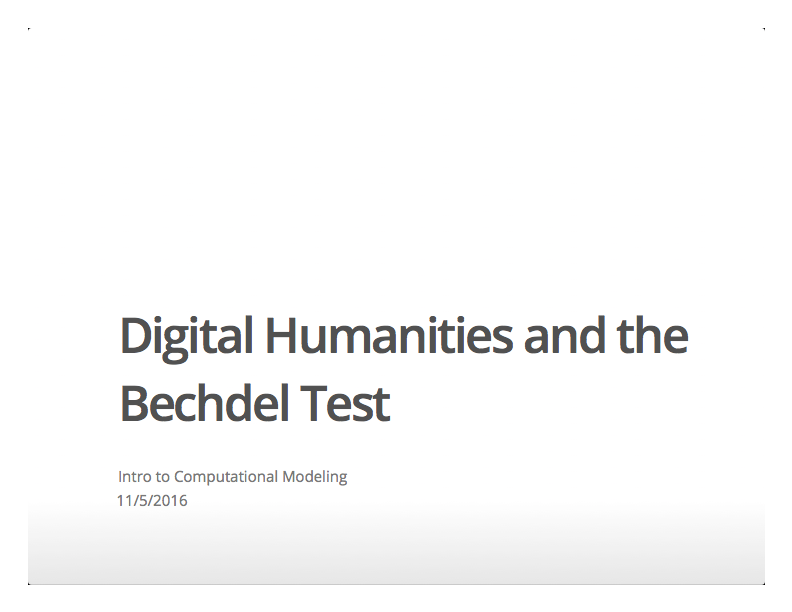 Digital Humanities and the
Bechdel Test
Intro to Computational Modeling
11/5/2016